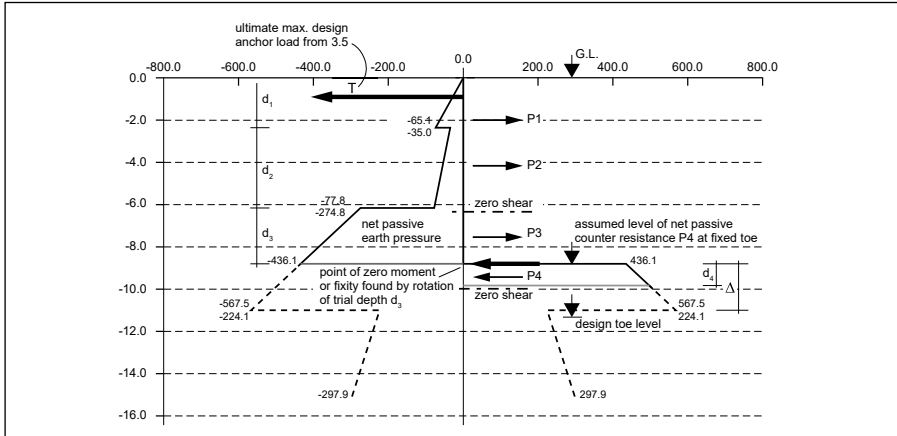 ultimate max. design
anchor load from 3.5
G.L.
-800.0 -600.0 -400.0 -200.0 0.0 200.0 400.0 600.0 800.0
0.0
T
d1
P1
-2.0
-65.1
-35.0
-4.0
d2
P2
-6.0
-77.8
-274.8
zero shear
net passive
earth pressure
assumed level of net passive
counter resistance P4 at fixed toe
d3
P3
-8.0
-436.1
436.1
point of zero moment
or fixity found by rotation
of trial depth d3
P4
d4
Δ
-10.0
zero shear
-567.5
-224.1
567.5
224.1
design toe level
-12.0
-14.0
-297.9
297.9
-16.0